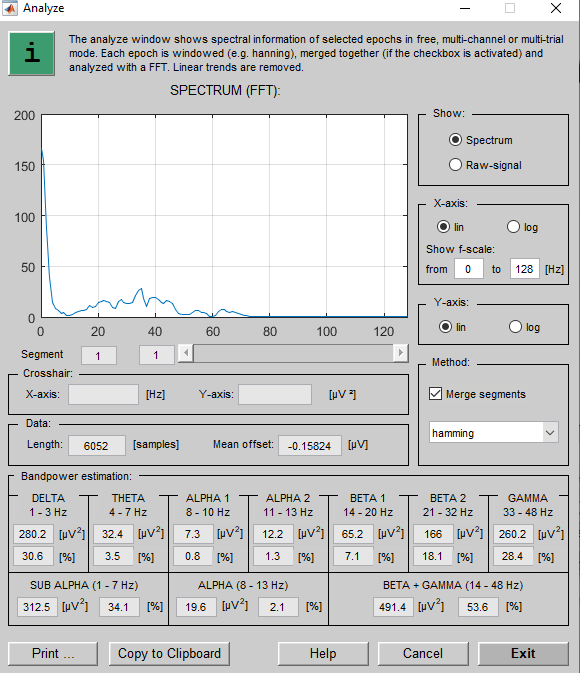 Analyze
i
The analyze window shows spectral information of selected epochs in free, multi-channel or multi-trial
mode. Each epoch is windowed (e.g. hanning), merged together (if the checkbox is activated) and
analyzed with a FFT. Linear trends are removed.
SPECTRUM (FFT):
200
150
100
50
0
0 20 40 60 80 100 120
Segment 1 1
Show:
Spectrum
Raw-signal
X-axis:
lin log
Show f-scale:
from 0 to 128 [Hz]
Y-axis:
lin log
Crosshair:
X-axis: [Hz] Y-axis: [µV ²]
Data:
Length: 6052 [samples] Mean offset: -0.15824 [µV]
Method:
Merge segments
hamming
Bandpower estimation:
DELTA THETA ALPHA 1 ALPHA 2 BETA 1 BETA 2 GAMMA
1 - 3 Hz 4 - 7 Hz 8 - 10 Hz 11 - 13 Hz 14 - 20 Hz 21 - 32 Hz 33 - 48 Hz
280.2 [µV²] 32.4 [µV²] 7.3 [µV²] 12.2 [µV²] 65.2 [µV²] 166 [µV²] 260.2 [µV²]
30.6 [%] 3.5 [%] 0.8 [%] 1.3 [%] 7.1 [%] 18.1 [%] 28.4 [%]
SUB ALPHA (1 - 7 Hz) ALPHA (8 - 13 Hz) BETA + GAMMA (14 - 48 Hz)
312.5 [µV²] 34.1 [%] 19.6 [µV²] 2.1 [%] 491.4 [µV²] 53.6 [%]
Print ... Copy to Clipboard Help Cancel Exit